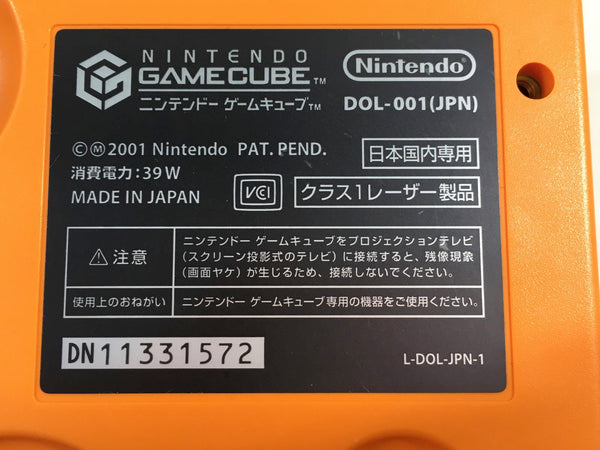 NINTENDO
GAMECUBE™
ニンテンドー ゲームキューブ™
Nintendo
DOL-001(JPN)
©Ⓜ2001 Nintendo PAT. PEND.
日本国内専用
消費電力:39W
MADE IN JAPAN
VCI
クラス1レーザー製品
⚠注意
ニンテンドー ゲームキューブをプロジェクションテレビ
(スクリーン投影式のテレビ)に接続すると、残像現象
(画面ヤケ)が生じるため、接続しないでください。
使用上のおねがい
ニンテンドー ゲームキューブ専用の機器をご使用ください。
DN11331572
L-DOL-JPN-1